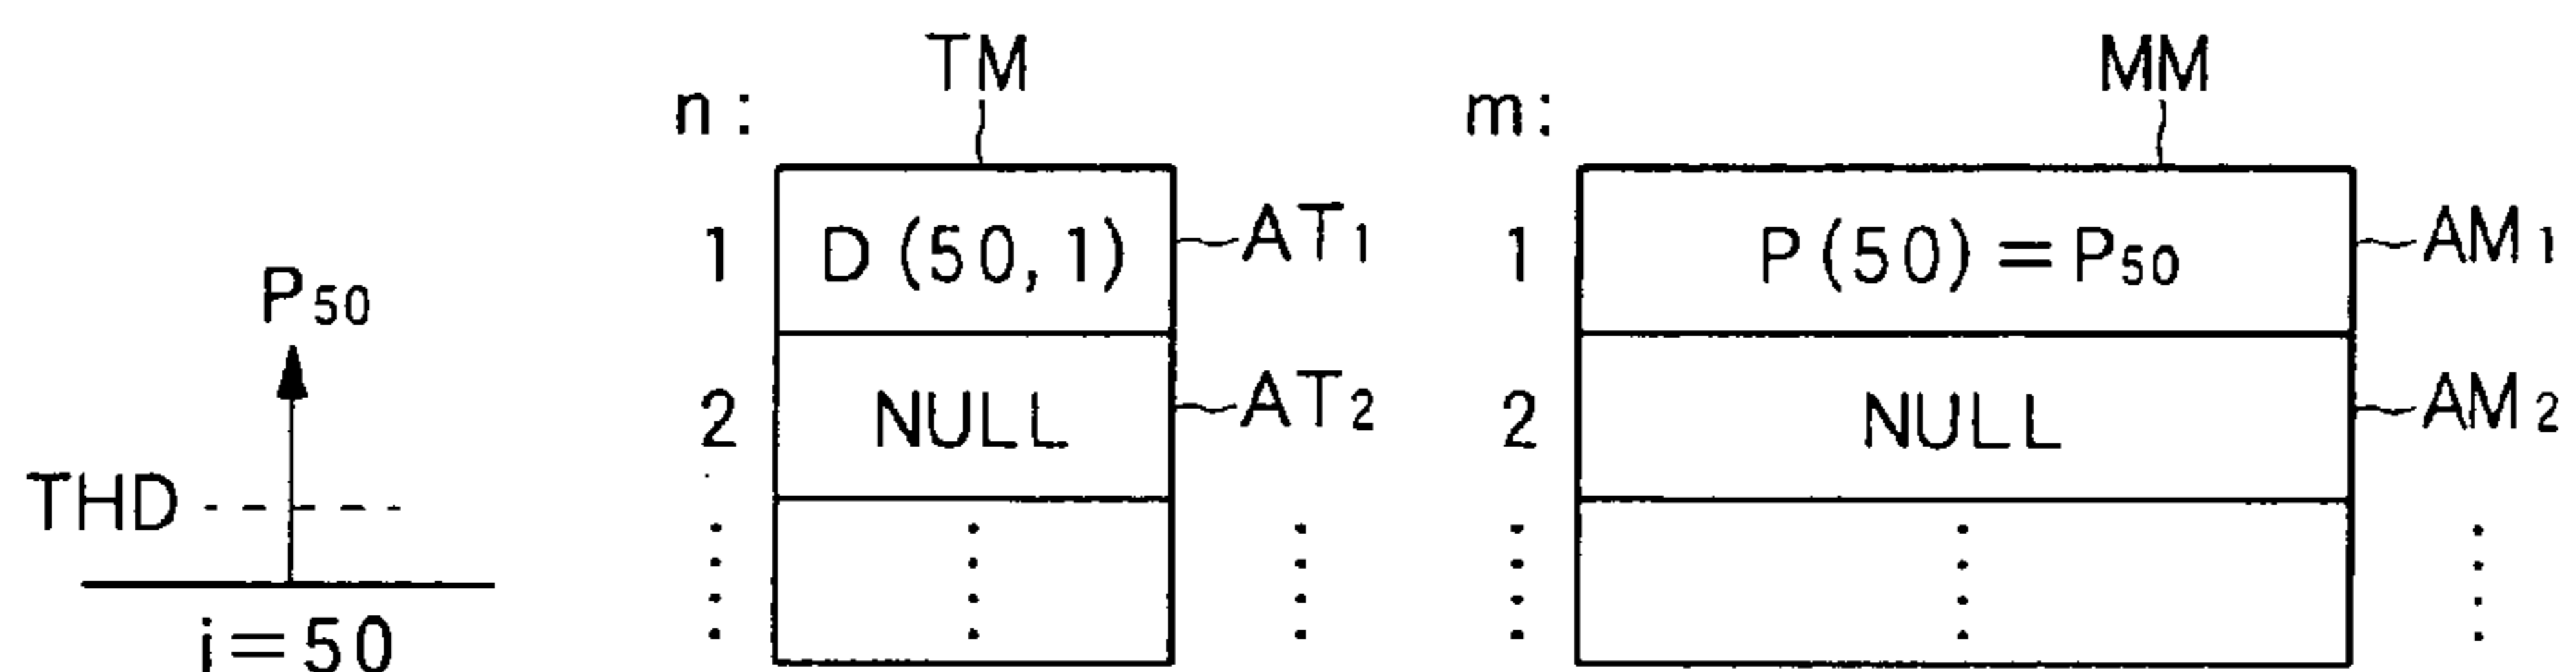 TM
MM
n:
m:
1
D(50,1)
AT1
1
P(50)=P50
AM1
P50
2
NULL
AT2
2
NULL
AM2
THD
i=50